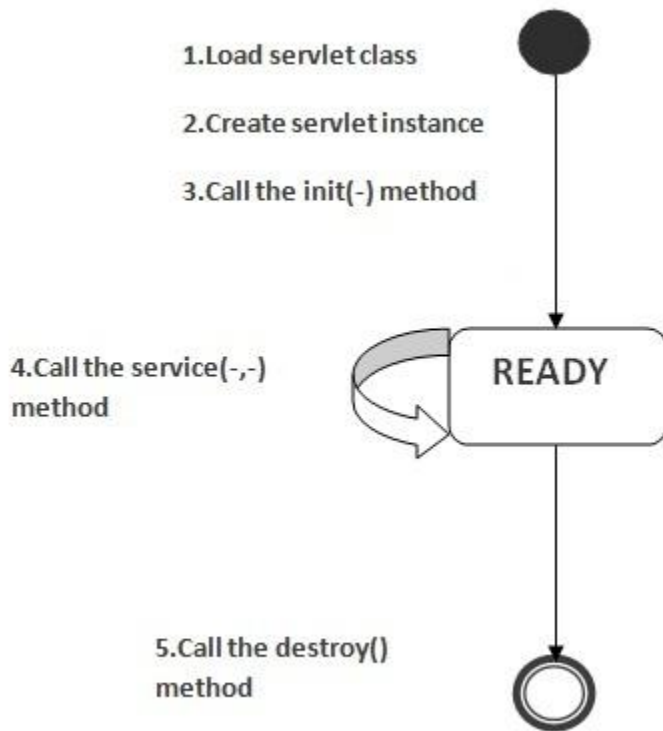 1.Load servlet class
2.Create servlet instance
3.Call the init(-) method
4.Call the service(-,-)
method
READY
5.Call the destroy()
method